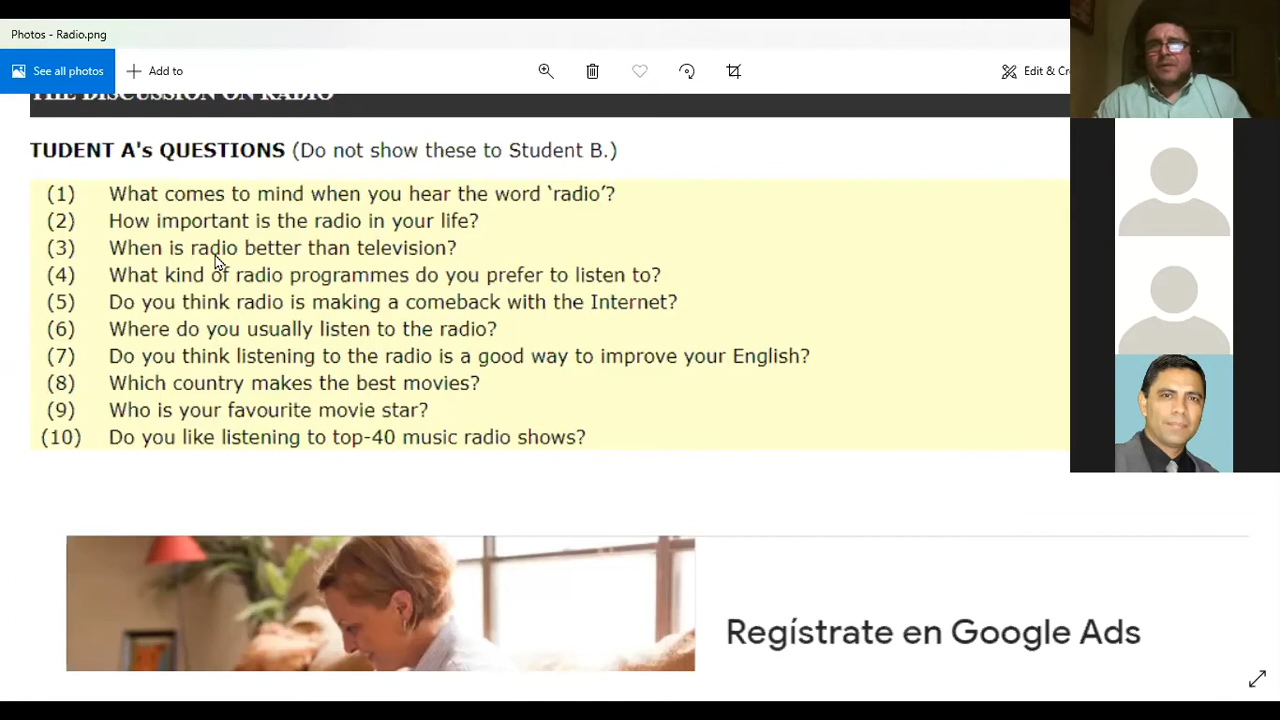 Photos - Radio.png
See all photos
Add to
Edit & Cr
THE DISCUSSION ON RADIO
TUDENT A's QUESTIONS (Do not show these to Student B.)
(1) What comes to mind when you hear the word ‘radio’?
(2) How important is the radio in your life?
(3) When is radio better than television?
(4) What kind of radio programmes do you prefer to listen to?
(5) Do you think radio is making a comeback with the Internet?
(6) Where do you usually listen to the radio?
(7) Do you think listening to the radio is a good way to improve your English?
(8) Which country makes the best movies?
(9) Who is your favourite movie star?
(10) Do you like listening to top-40 music radio shows?
Regístrate en Google Ads